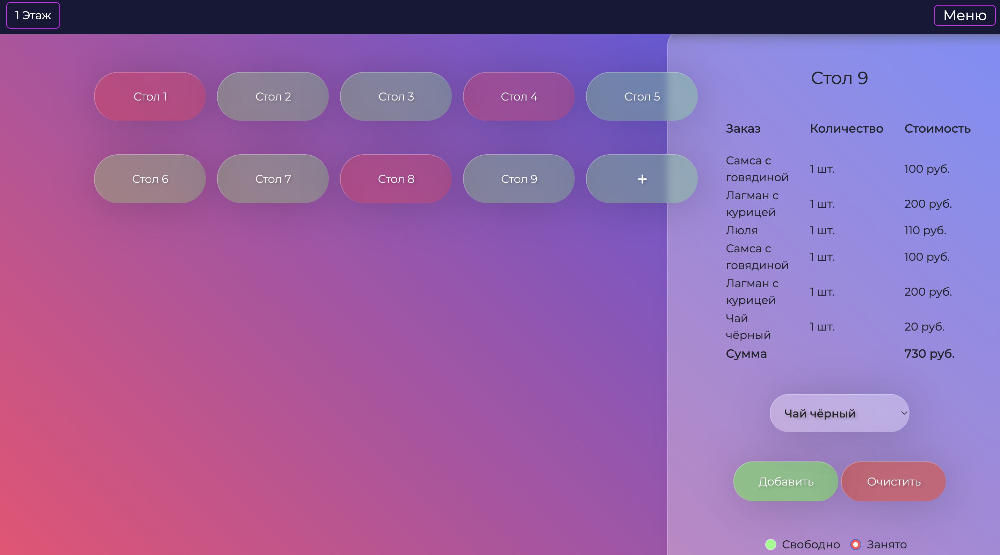 1 Этаж
Меню
Стол 1
Стол 2
Стол 3
Стол 4
Стол 5
Стол 6
Стол 7
Стол 8
Стол 9
+
Стол 9
Заказ Количество Стоимость
Самса с
говядиной 1 шт. 100 руб.
Лагман с
курицей 1 шт. 200 руб.
Люля 1 шт. 110 руб.
Самса с
говядиной 1 шт. 100 руб.
Лагман с
курицей 1 шт. 200 руб.
Чай
чёрный 1 шт. 20 руб.
Сумма 730 руб.
Чай чёрный
Добавить
Очистить
Свободно
Занято